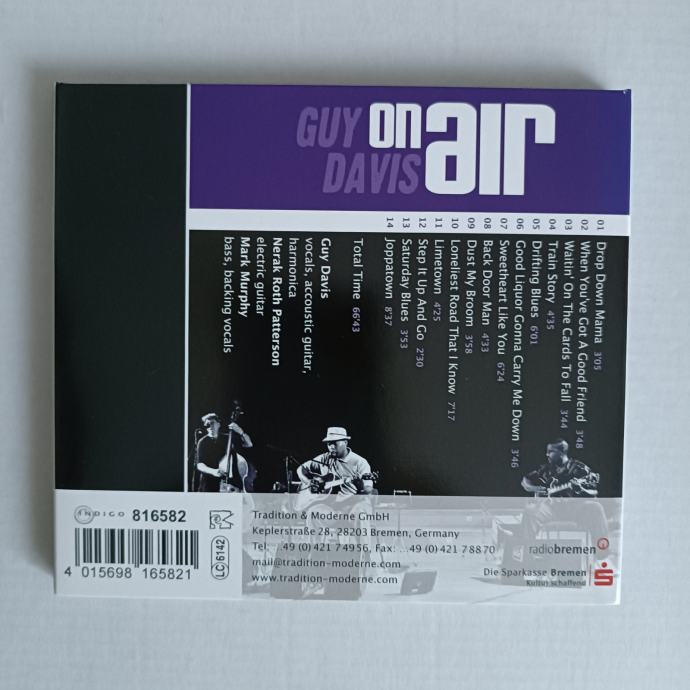 GUY on air
DAVIS
01 Drop Down Mama 3'05
02 When You've Got A Good Friend 3'48
03 Waitin' On The Cards To Fall 3'44
04 Train Story 4'35
05 Drifting Blues 6'01
06 Good Liquor Gonna Carry Me Down 3'46
07 Sweetheart Like You 6'24
08 Back Door Man 4'33
09 Dust My Broom 3'58
10 Loneliest Road That I Know 7'17
11 Limetown 4'25
12 Step It Up And Go 2'30
13 Saturday Blues 3'53
14 Joppatown 8'37
Total Time 66'43
Guy Davis
vocals, accoustic guitar,
harmonica
Nerak Roth Patterson
electric guitar
Mark Murphy
bass, backing vocals
INDIGO 816582
4 015698 165821
LC 6142
Tradition & Moderne GmbH
Keplerstraße 28, 28203 Bremen, Germany
Tel: ..49 (0) 421 7 49 56, Fax: ..49 (0) 421 7 88 70
mail@tradition-moderne.com
www.tradition-moderne.com
radiobremen
Die Sparkasse Bremen
Kultur schaffend